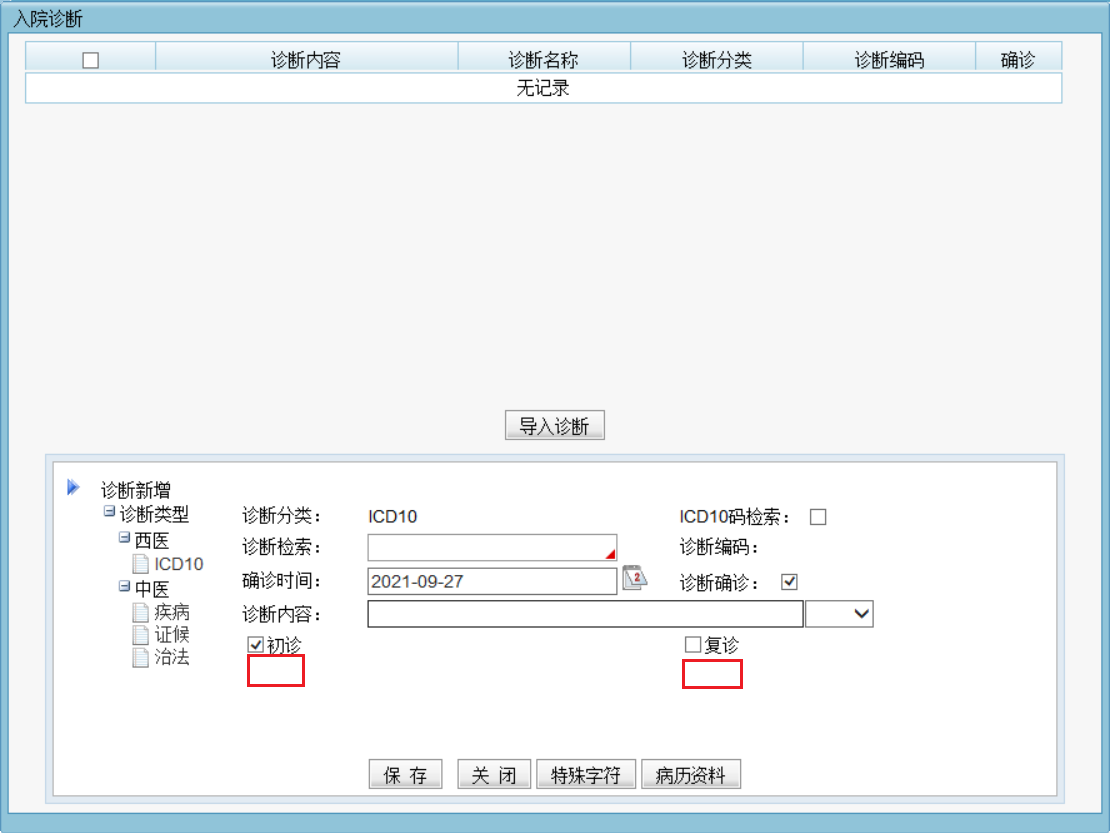 入院诊断
诊断内容 诊断名称 诊断分类 诊断编码 确诊
无记录
导入诊断
诊断新增
诊断类型
西医
ICD10
中医
疾病
证候
治法
诊断分类： ICD10 ICD10码检索：
诊断检索： 诊断编码：
确诊时间： 2021-09-27 2 诊断确诊：
诊断内容：
初诊 复诊
保 存 关 闭 特殊字符 病历资料